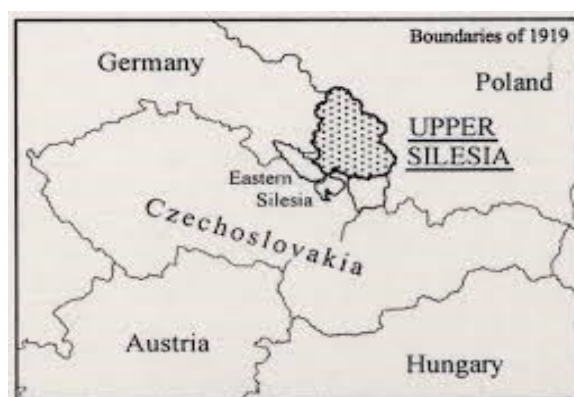 Boundaries of 1919
Germany
Poland
UPPER
SILESIA
Eastern
Silesia
Czechoslovakia
Austria
Hungary